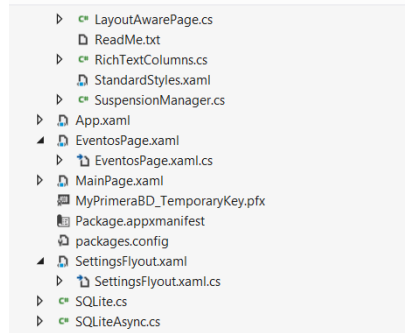 LayoutAwarePage.cs
ReadMe.txt
RichTextColumns.cs
StandardStyles.xaml
SuspensionManager.cs
App.xaml
EventosPage.xaml
EventosPage.xaml.cs
MainPage.xaml
MyPrimeraBD_TemporaryKey.pfx
Package.appxmanifest
packages.config
SettingsFlyout.xaml
SettingsFlyout.xaml.cs
SQLite.cs
SQLiteAsync.cs